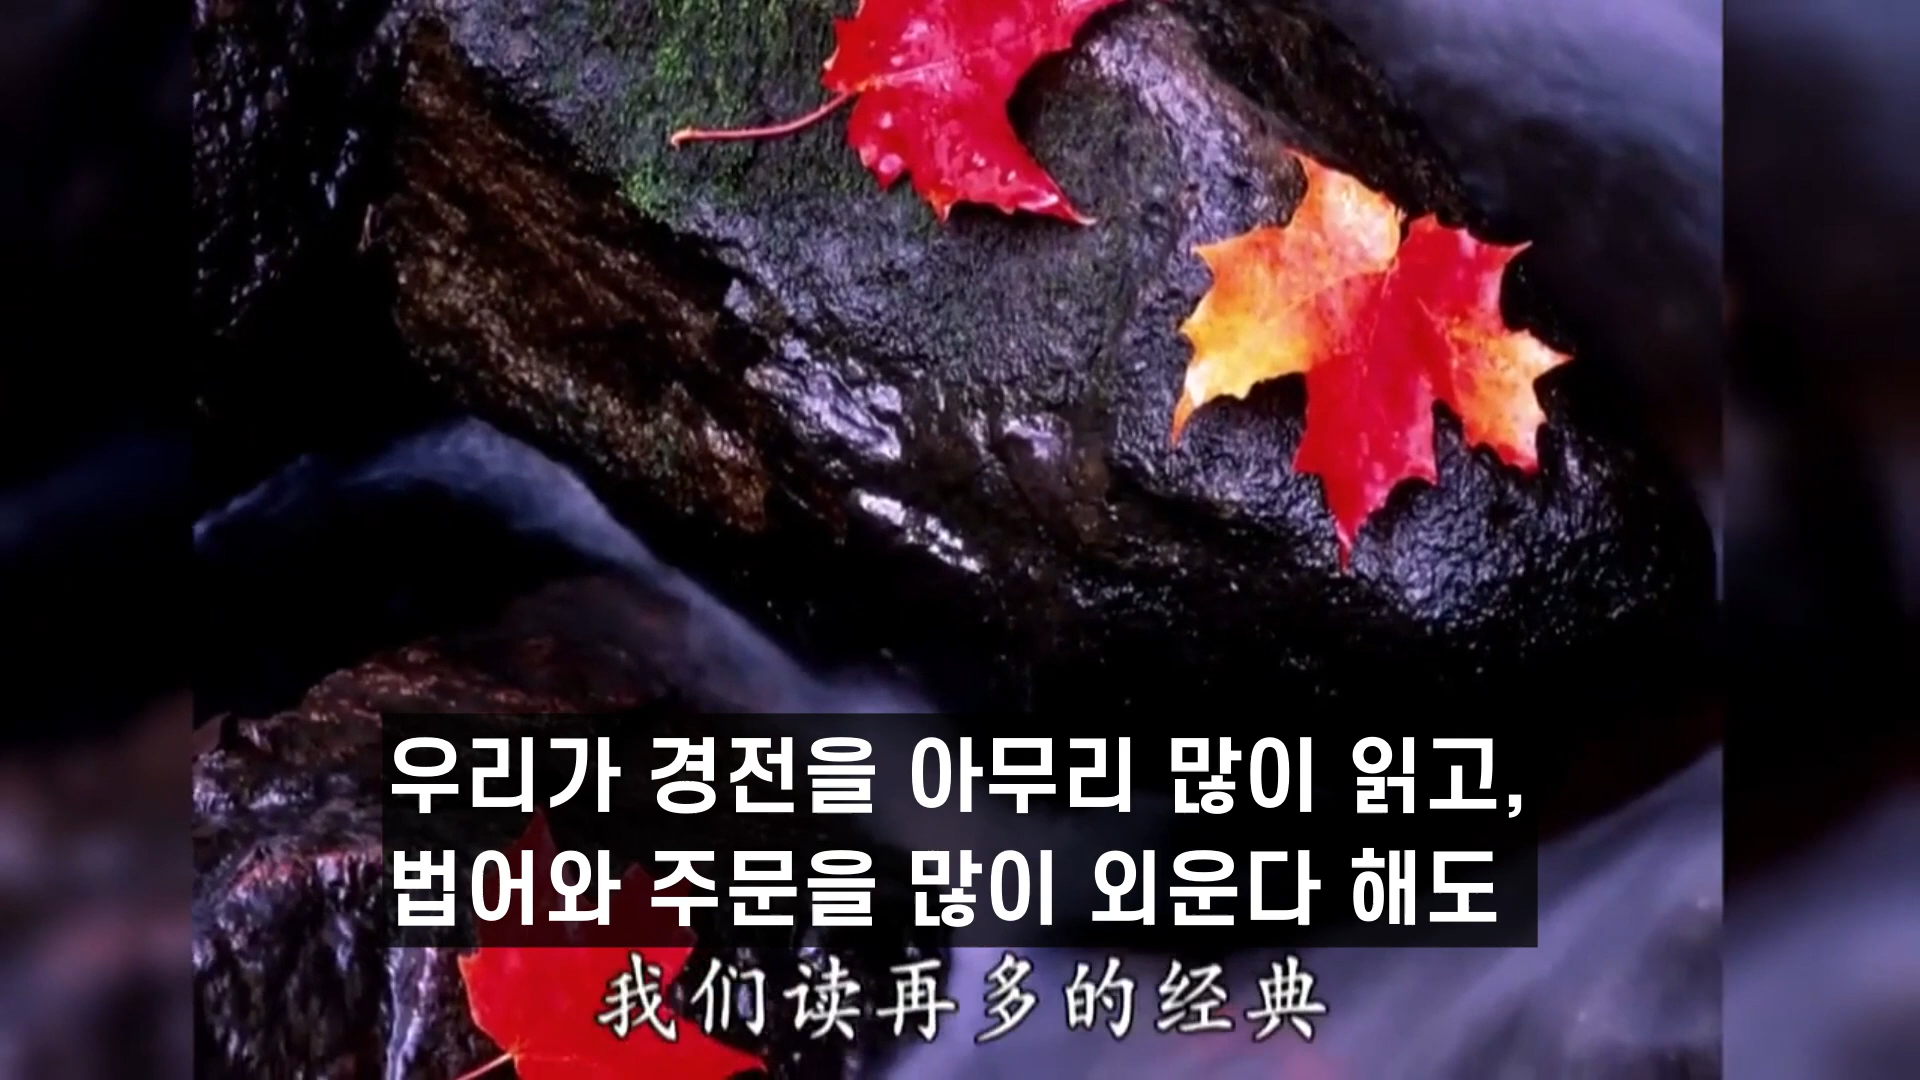 우리가 경전을 아무리 많이 읽고,
법어와 주문을 많이 외운다 해도
我们读再多的经典